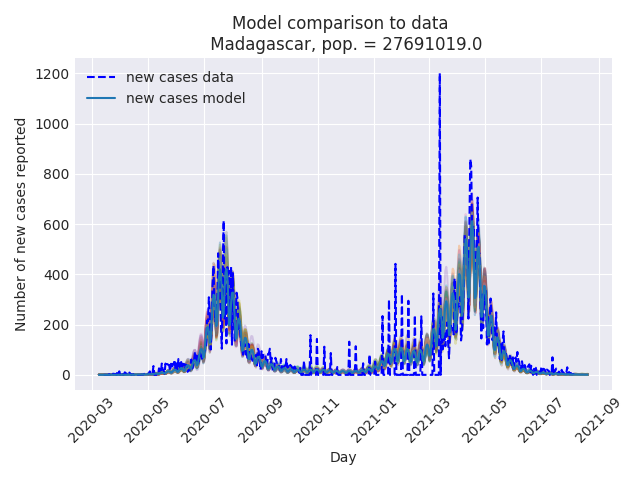 Model comparison to data
Madagascar, pop. = 27691019.0
new cases data
new cases model
Number of new cases reported
1200
1000
800
600
400
200
0
2020-03
2020-05
2020-07
2020-09
2020-11
2021-01
2021-03
2021-05
2021-07
2021-09
Day